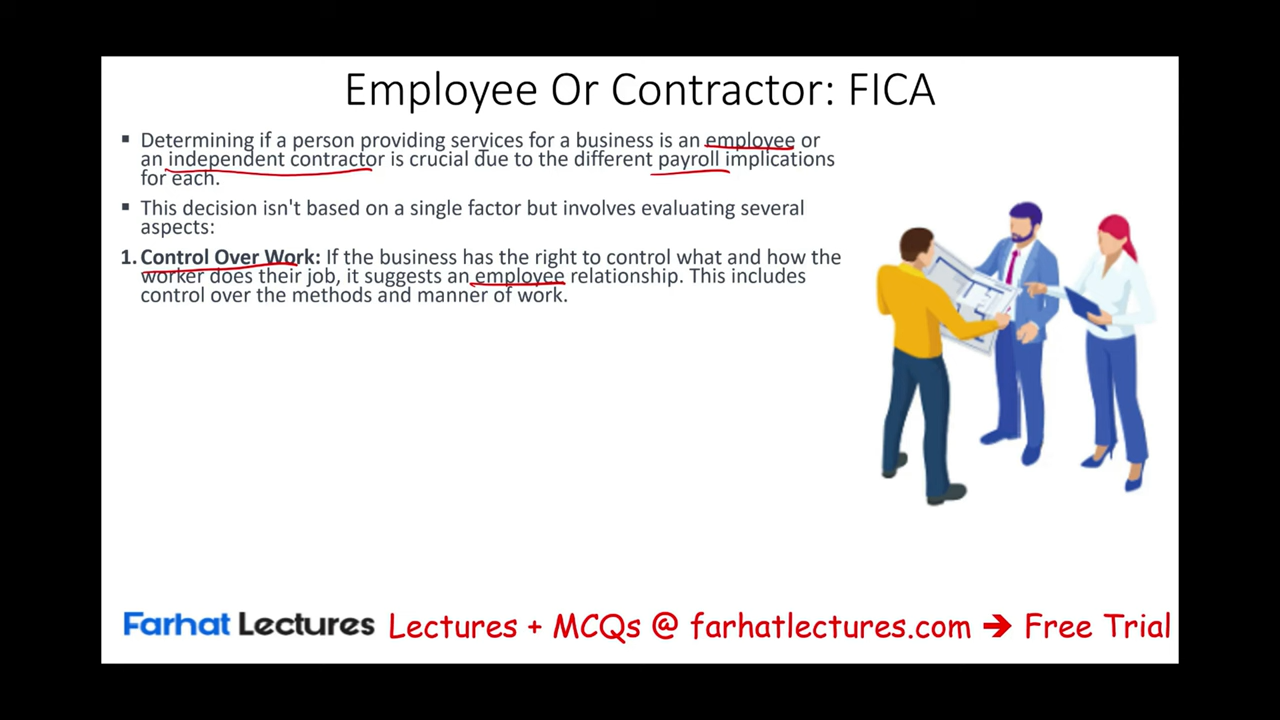 Employee Or Contractor: FICA
▪ Determining if a person providing services for a business is an employee or
an independent contractor is crucial due to the different payroll implications
for each.
▪ This decision isn't based on a single factor but involves evaluating several
aspects:
1. Control Over Work: If the business has the right to control what and how the
worker does their job, it suggests an employee relationship. This includes
control over the methods and manner of work.
Farhat Lectures Lectures + MCQs @ farhatlectures.com → Free Trial